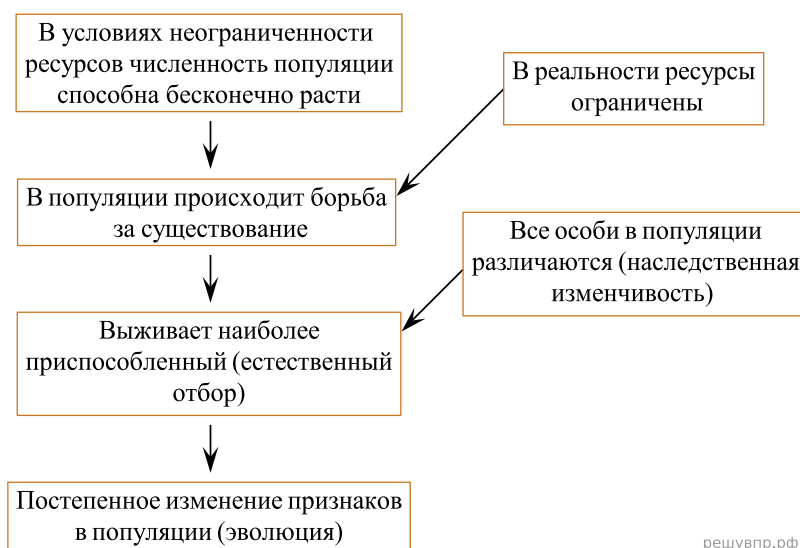 В условиях неограниченности
ресурсов численность популяции
способна бесконечно расти
В реальности ресурсы
ограничены
В популяции происходит борьба
за существование
Все особи в популяции
различаются (наследственная
изменчивость)
Выживает наиболее
приспособленный (естественный
отбор)
Постепенное изменение признаков
в популяции (эволюция)
решувпр.рф